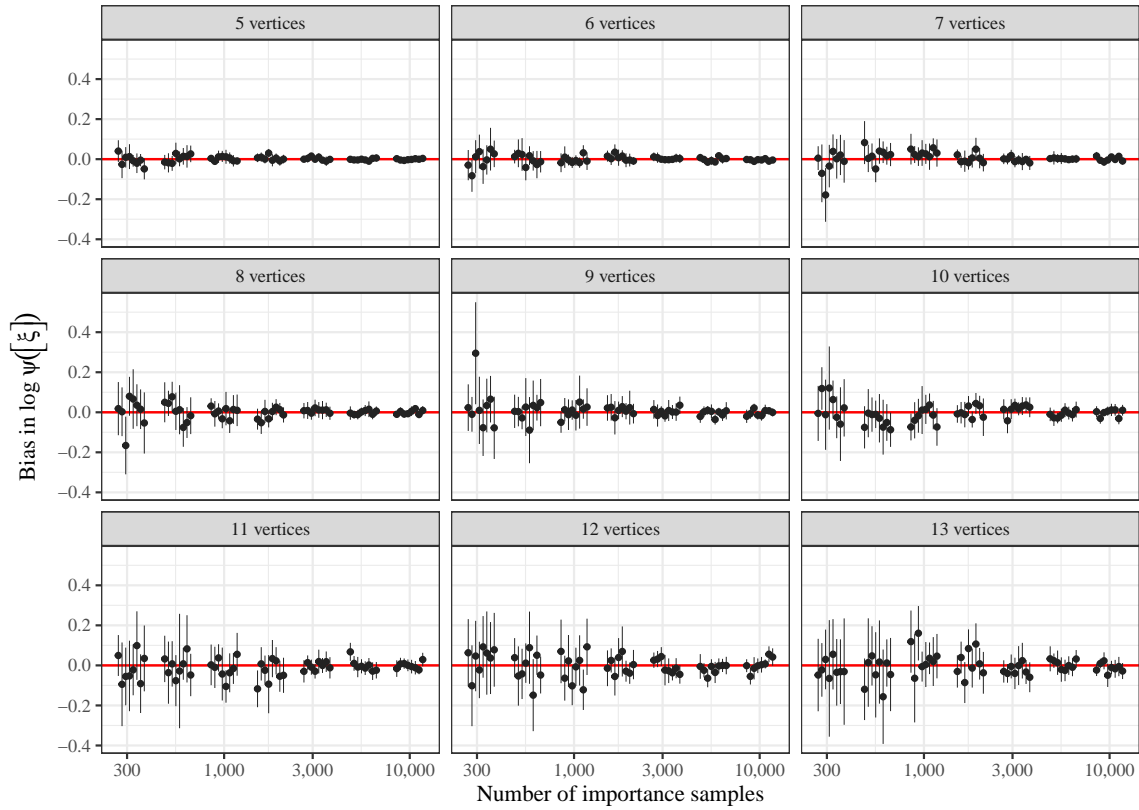 5 vertices 6 vertices 7 vertices
0.4
0.2
0.0
−0.2
−0.4
8 vertices 9 vertices 10 vertices
0.4
0.2
0.0
−0.2
−0.4
11 vertices 12 vertices 13 vertices
0.4
0.2
0.0
−0.2
−0.4
300 1,000 3,000 10,000 300 1,000 3,000 10,000 300 1,000 3,000 10,000
Number of importance samples
Bias in log ψ([ξ])